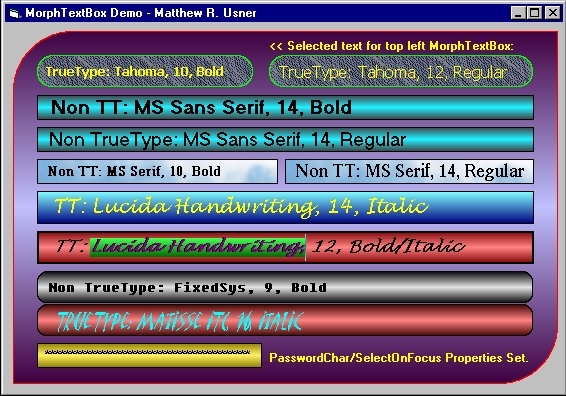 MorphTextBox Demo - Matthew R. Usner
<< Selected text for top left MorphTextBox:
TrueType: Tahoma, 10, Bold
TrueType: Tahoma, 12, Regular
Non TT: MS Sans Serif, 14, Bold
Non TrueType: MS Sans Serif, 14, Regular
Non TT: MS Serif, 10, Bold
Non TT: MS Serif, 14, Regular
TT: Lucida Handwriting, 14, Italic
TT: Lucida Handwriting, 12, Bold/Italic
Non TrueType: FixedSys, 9, Bold
TRUETYPE: MATISSE ITC, 16, ITALIC
PasswordChar/SelectOnFocus Properties Set.